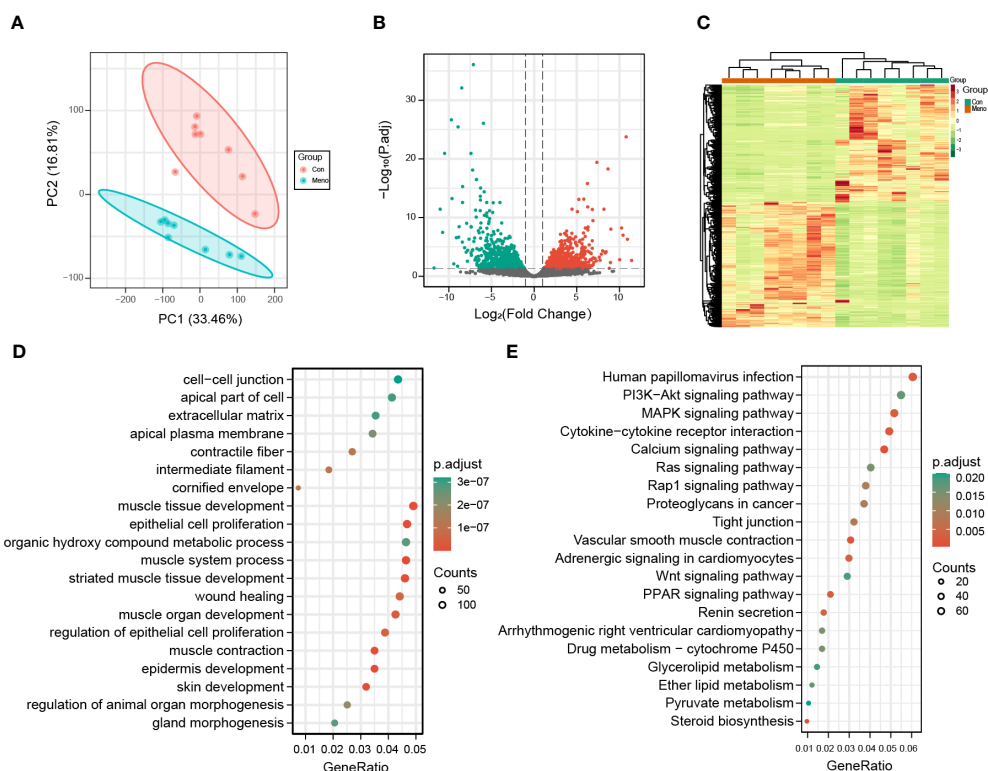 A
100
0
−100
PC2 (16.81%)
−200
−100
0
100
200
PC1 (33.46%)
Group
Con
Meno
B
30
20
10
0
−Log₁₀(P.adj)
−10
−5
0
5
10
Log₂(Fold Change)
C
Group
3
2
1
0
−1
−2
−3
Group
Con
Meno
D
cell−cell junction
apical part of cell
extracellular matrix
apical plasma membrane
contractile fiber
intermediate filament
cornified envelope
muscle tissue development
epithelial cell proliferation
organic hydroxy compound metabolic process
muscle system process
striated muscle tissue development
wound healing
muscle organ development
regulation of epithelial cell proliferation
muscle contraction
epidermis development
skin development
regulation of animal organ morphogenesis
gland morphogenesis
0.01 0.02 0.03 0.04 0.05
GeneRatio
p.adjust
3e−07
2e−07
1e−07
Counts
50
100
E
Human papillomavirus infection
PI3K−Akt signaling pathway
MAPK signaling pathway
Cytokine−cytokine receptor interaction
Calcium signaling pathway
Ras signaling pathway
Rap1 signaling pathway
Proteoglycans in cancer
Tight junction
Vascular smooth muscle contraction
Adrenergic signaling in cardiomyocytes
Wnt signaling pathway
PPAR signaling pathway
Renin secretion
Arrhythmogenic right ventricular cardiomyopathy
Drug metabolism − cytochrome P450
Glycerolipid metabolism
Ether lipid metabolism
Pyruvate metabolism
Steroid biosynthesis
0.01 0.02 0.03 0.04 0.05 0.06
GeneRatio
p.adjust
0.020
0.015
0.010
0.005
Counts
20
40
60